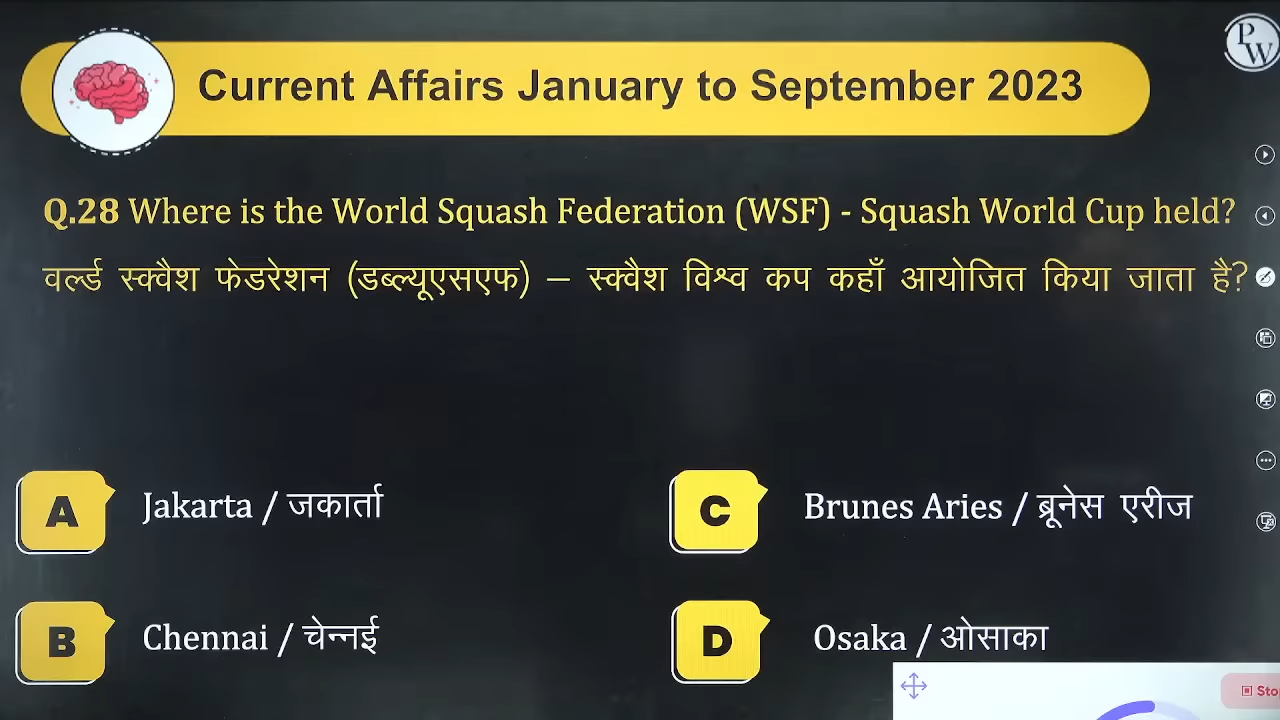 PW
Current Affairs January to September 2023
Q.28 Where is the World Squash Federation (WSF) - Squash World Cup held?
वर्ल्ड स्क्वैश फेडरेशन (डब्ल्यूएसएफ) – स्क्वैश विश्व कप कहाँ आयोजित किया जाता है?
A Jakarta / जकार्ता
C Brunes Aries / ब्रूनेस एरीज
B Chennai / चेन्नई
D Osaka / ओसाका